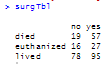 > surgTbl
no yes
died 19 57
euthanized 16 27
lived 78 95